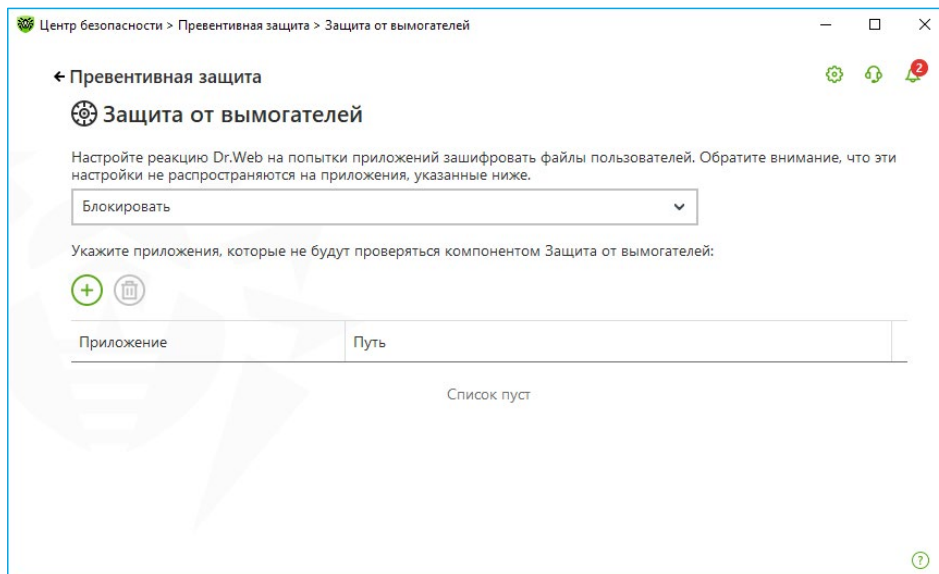 Центр безопасности > Превентивная защита > Защита от вымогателей
Превентивная защита
2
Защита от вымогателей
Настройте реакцию Dr.Web на попытки приложений зашифровать файлы пользователей. Обратите внимание, что эти
настройки не распространяются на приложения, указанные ниже.
Блокировать
Укажите приложения, которые не будут проверяться компонентом Защита от вымогателей:
Приложение Путь
Список пуст
?